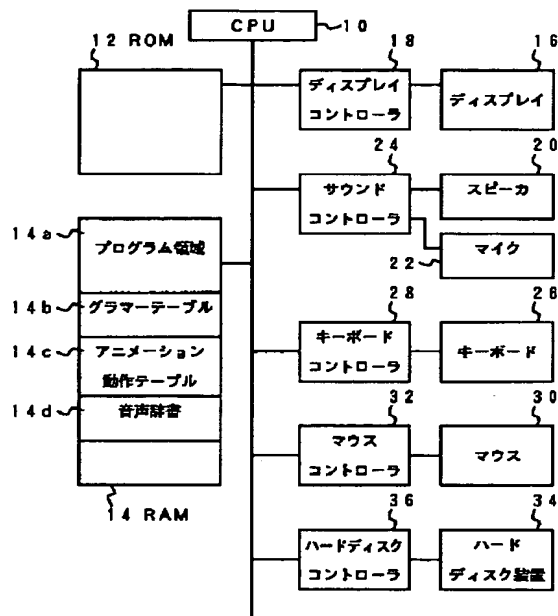 CPU
10
12 ROM
18
16
ディスプレイ
コントローラ
ディスプレイ
24
20
サウンド
コントローラ
スピーカ
マイク
22
14a
プログラム領域
14b
グラマーテーブル
14c
アニメーション
動作テーブル
14d
音声辞書
14 RAM
28
26
キーボード
コントローラ
キーボード
32
30
マウス
コントローラ
マウス
36
34
ハードディスク
コントローラ
ハード
ディスク装置